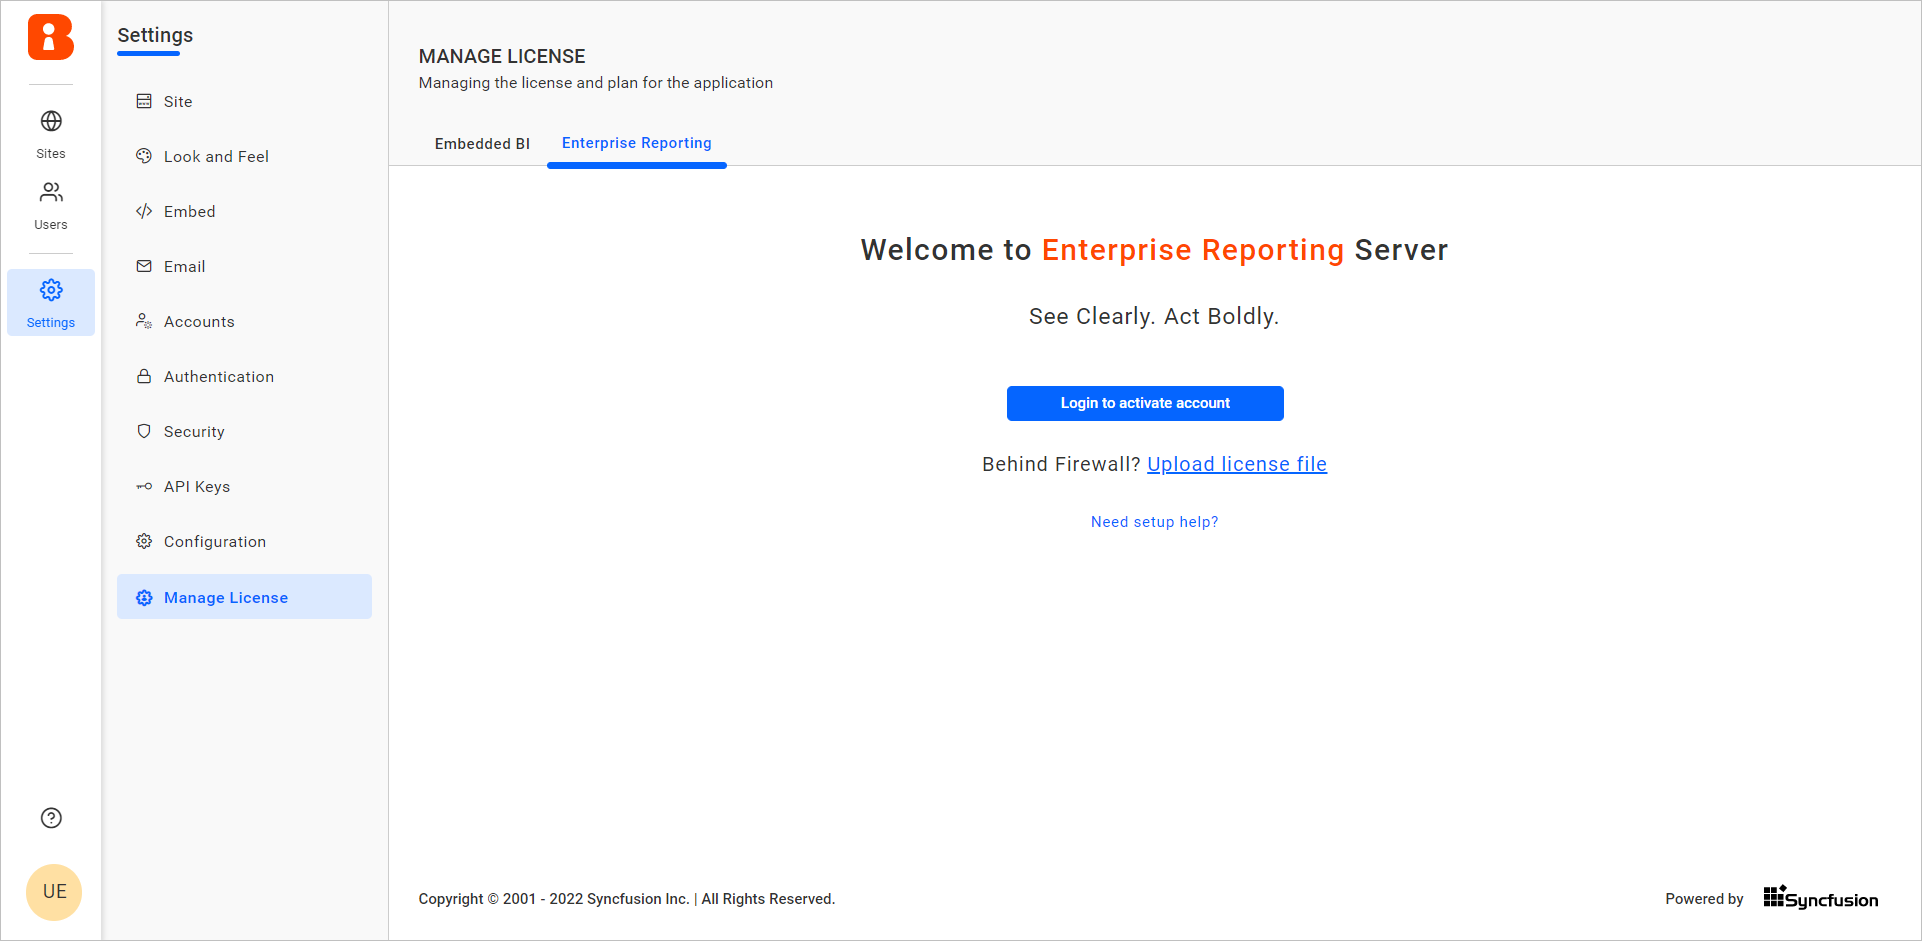 Sites
Users
Settings
UE
Settings
Site
Look and Feel
Embed
Email
Accounts
Authentication
Security
API Keys
Configuration
Manage License
MANAGE LICENSE
Managing the license and plan for the application
Embedded BI
Enterprise Reporting
Welcome to Enterprise Reporting Server
See Clearly. Act Boldly.
Login to activate account
Behind Firewall? Upload license file
Need setup help?
Copyright © 2001 - 2022 Syncfusion Inc. | All Rights Reserved.
Powered by Syncfusion